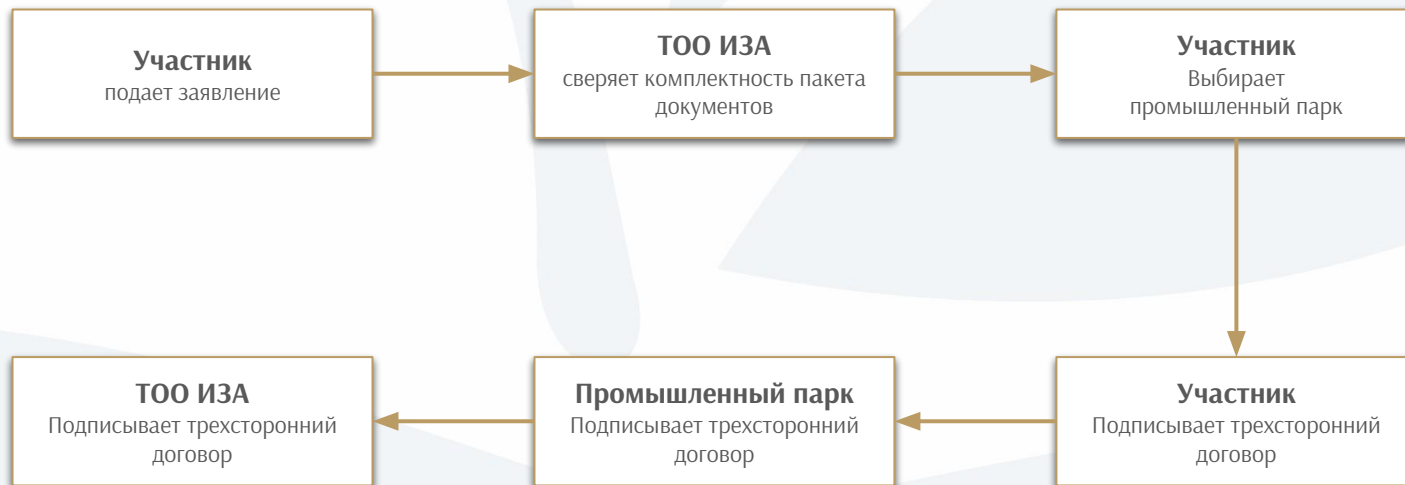 Участник
подает заявление
ТОО ИЗА
сверяет комплектность пакета
документов
Участник
Выбирает
промышленный парк
ТОО ИЗА
Подписывает трехсторонний
договор
Промышленный парк
Подписывает трехсторонний
договор
Участник
Подписывает трехсторонний
договор